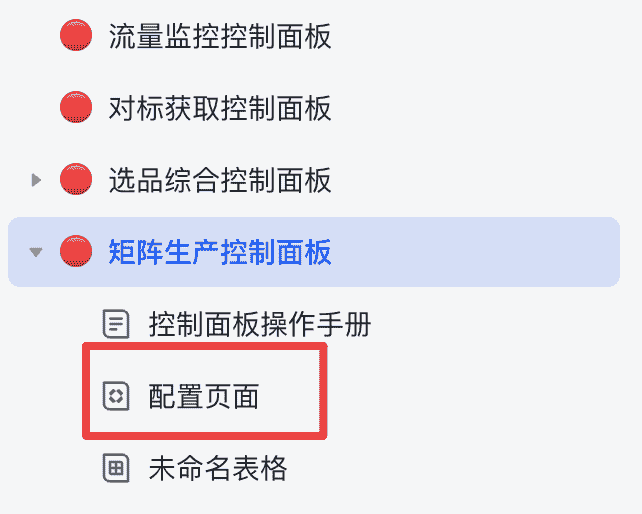 流量监控控制面板
对标获取控制面板
选品综合控制面板
矩阵生产控制面板
控制面板操作手册
配置页面
未命名表格